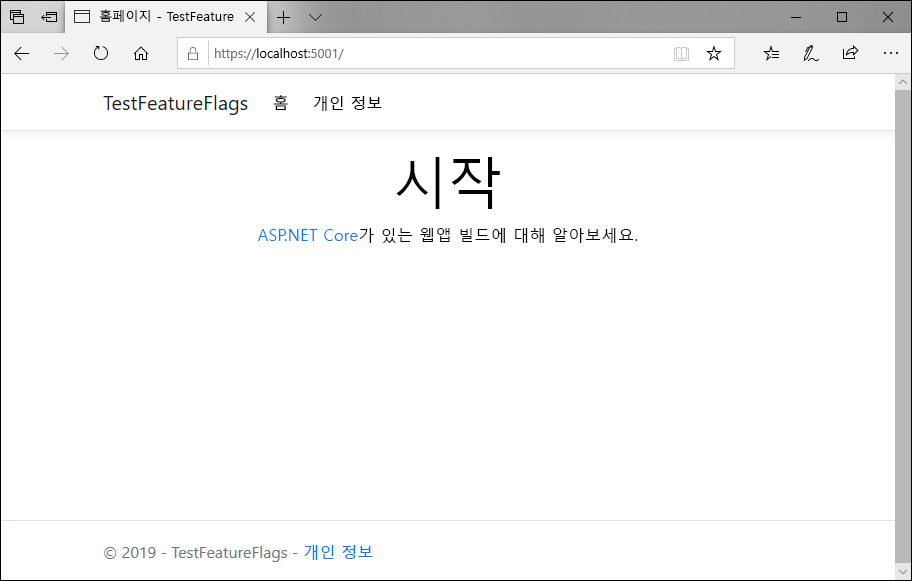 홈페이지 - TestFeature
https://localhost:5001/
TestFeatureFlags 홈 개인 정보
시작
ASP.NET Core가 있는 웹앱 빌드에 대해 알아보세요.
© 2019 - TestFeatureFlags - 개인 정보